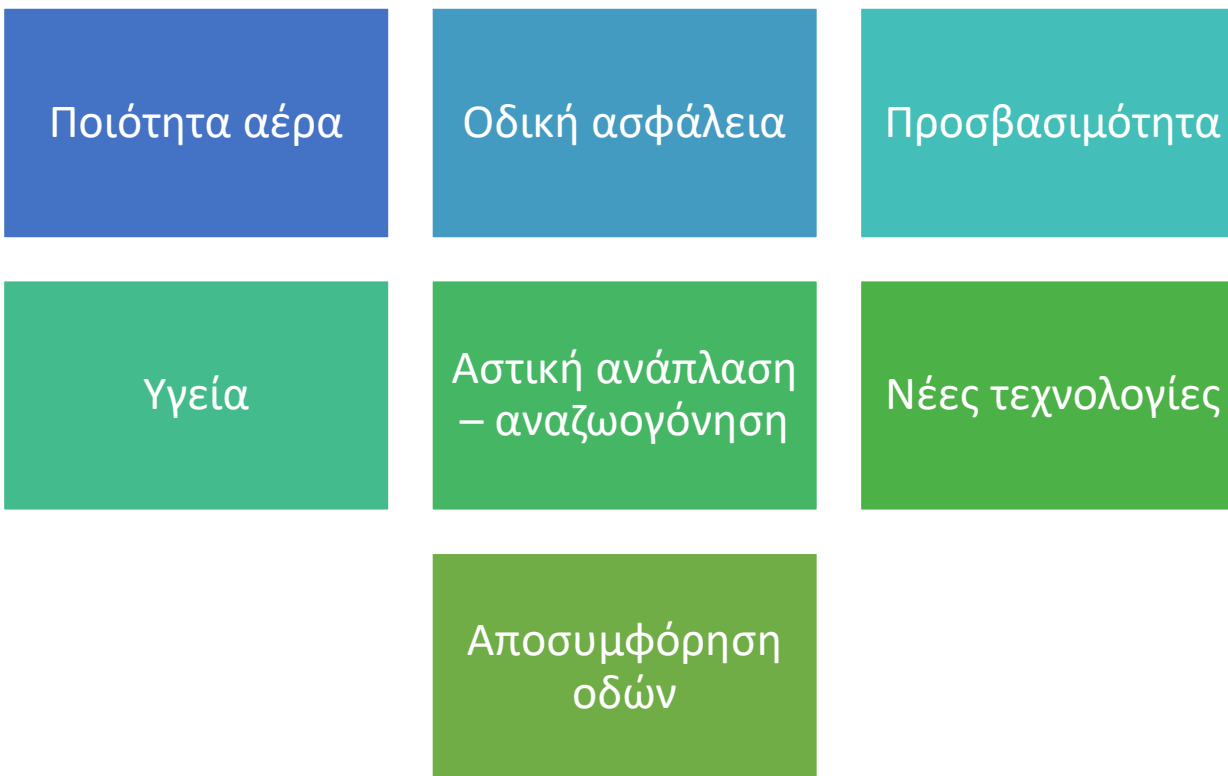 Ποιότητα αέρα
Οδική ασφάλεια
Προσβασιμότητα
Υγεία
Αστική ανάπλαση
– αναζωογόνηση
Νέες τεχνολογίες
Αποσυμφόρηση
οδών